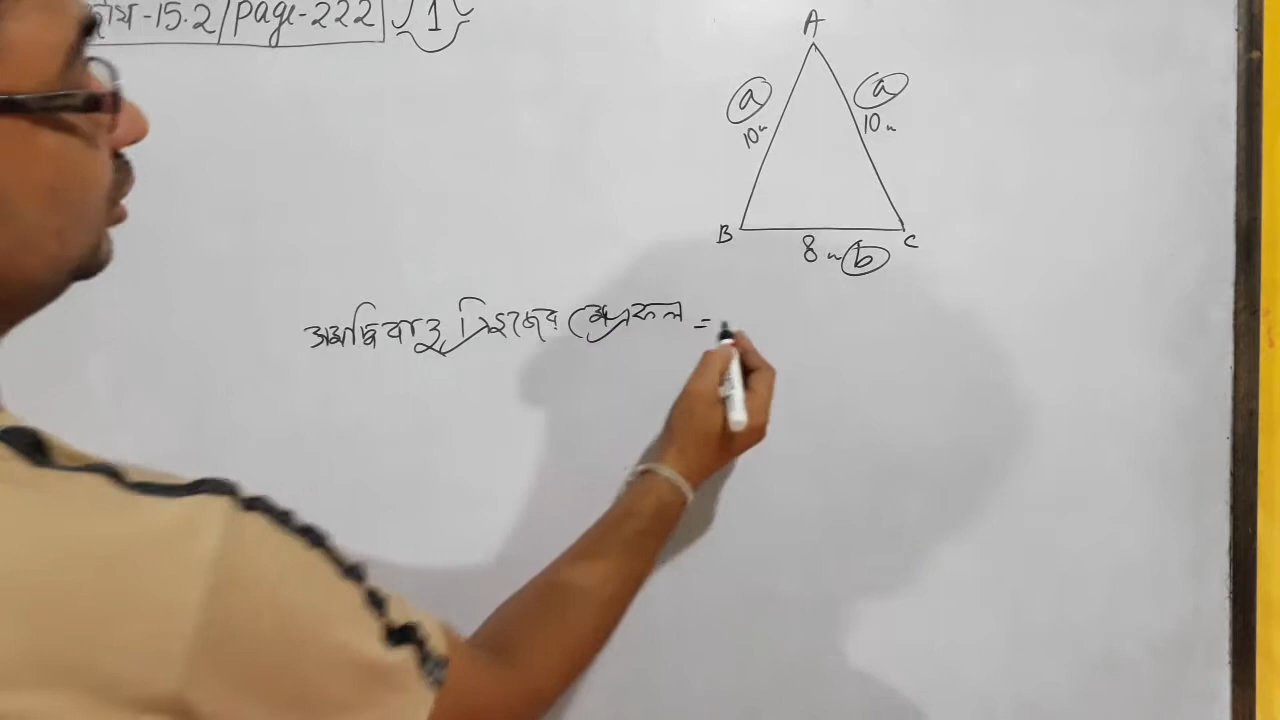 -15.2/page-222 1
A
a a
10 10
B C
8 b
সমদ্বিবাহু ত্রিভুজের ক্ষেত্রফল =